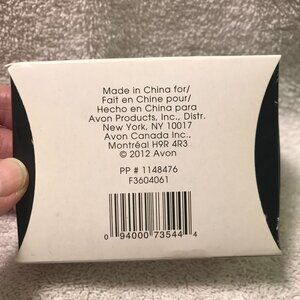 Made in China for/
Fait en Chine pour/
Hecho en China para
Avon Products, Inc., Distr.
New York, NY 10017
Avon Canada Inc.,
Montréal H9R 4R3
© 2012 Avon
PP # 1148476
F3604061
0 94000 73544 4